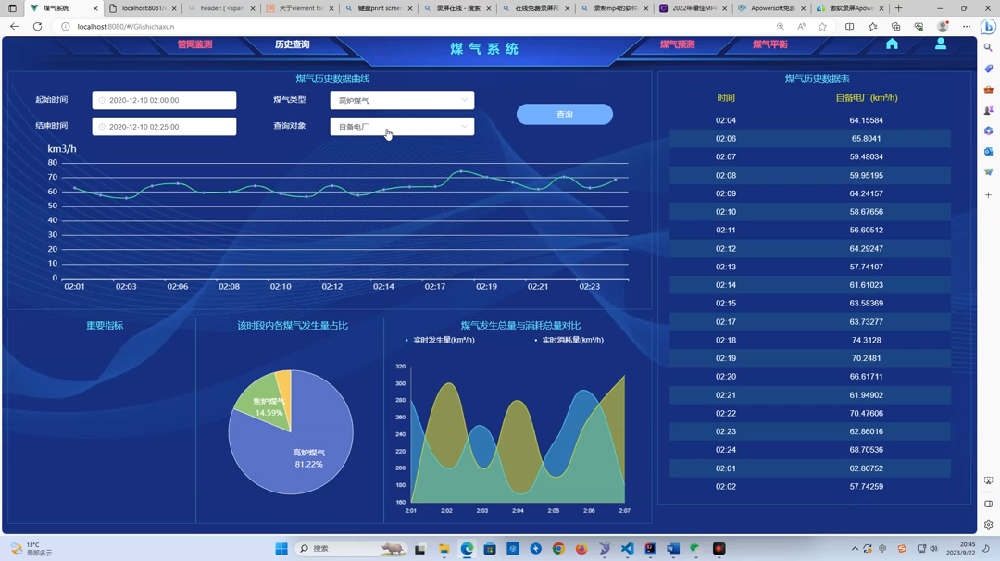 煤气系统
localhost:8081/
header: ['<span
关于element ta
键盘print screen
录屏在线 - 搜索
在线免费录屏网
录制mp4的软件
2022年最佳MP4
Apowersoft免费
傲软录屏Apowe
localhost:8080/#/Glishichaxun
管网监测
历史查询
煤气系统
煤气预测
煤气平衡
煤气历史数据曲线
起始时间
2020-12-10 02:00:00
煤气类型
高炉煤气
结束时间
2020-12-10 02:25:00
查询对象
自备电厂
查询
km3/h
80
70
60
50
40
30
20
10
0
02:01 02:03 02:06 02:08 02:10 02:12 02:14 02:17 02:19 02:21 02:23
重要指标
该时段内各煤气发生量占比
焦炉煤气
14.59%
高炉煤气
81.22%
煤气发生总量与消耗总量对比
实时发生量(km³/h) 实时消耗量(km³/h)
320
300
280
260
240
220
200
180
160
2:01 2:02 2:03 2:04 2:05 2:06 2:07
煤气历史数据表
时间 自备电厂(km³/h)
02:04 64.15584
02:06 65.8041
02:07 59.48034
02:08 59.95195
02:09 64.24157
02:10 58.67656
02:11 56.60512
02:12 64.29247
02:13 57.74107
02:14 61.61023
02:15 63.58369
02:17 63.73277
02:18 74.3128
02:19 70.2481
02:20 66.61711
02:21 61.94902
02:22 70.47606
02:23 62.86016
02:24 68.70536
02:01 62.80752
02:02 57.74259
13°C
局部多云
搜索
20:45
2023/9/22